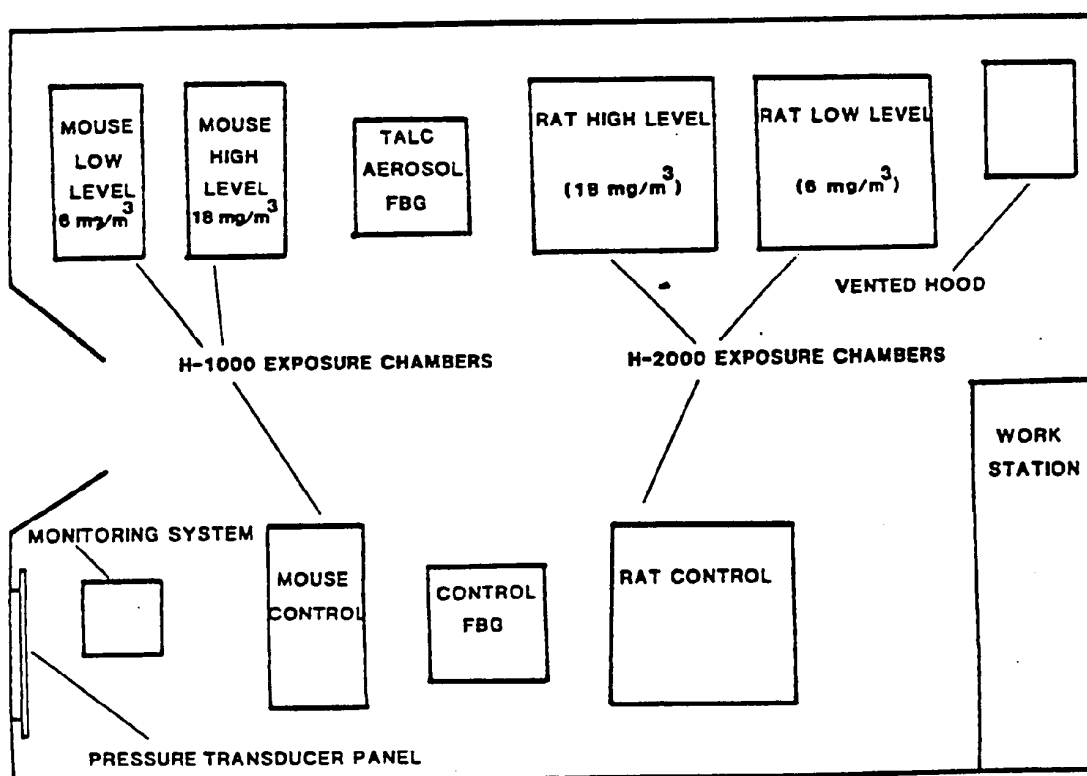 MOUSE
LOW
LEVEL
6 mg/m³
MOUSE
HIGH
LEVEL
18 mg/m³
TALC
AEROSOL
FBG
RAT HIGH LEVEL
(18 mg/m³)
RAT LOW LEVEL
(6 mg/m³)
VENTED HOOD
H-1000 EXPOSURE CHAMBERS
H-2000 EXPOSURE CHAMBERS
WORK
STATION
MONITORING SYSTEM
MOUSE
CONTROL
CONTROL
FBG
RAT CONTROL
PRESSURE TRANSDUCER PANEL